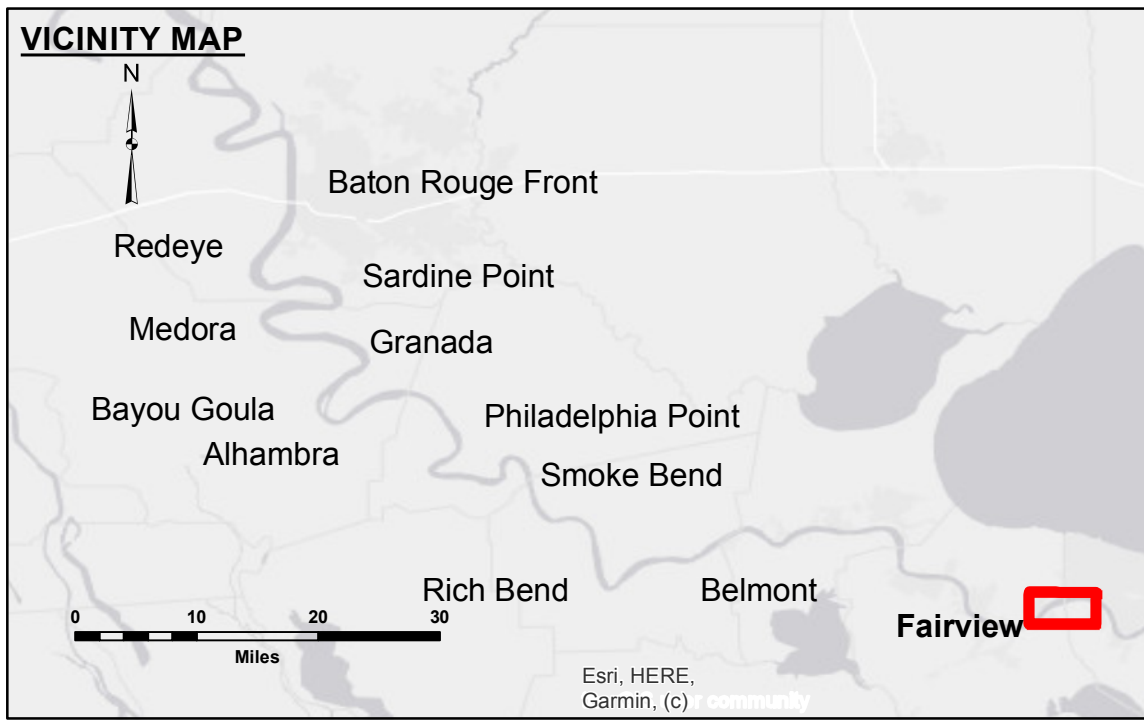 VICINITY MAP
N
Baton Rouge Front
Redeye
Sardine Point
Medora
Granada
Bayou Goula
Philadelphia Point
Alhambra
Smoke Bend
Rich Bend
Belmont
Fairview
0 10 20 30
Miles
Esri, HERE,
Garmin, (c)
community